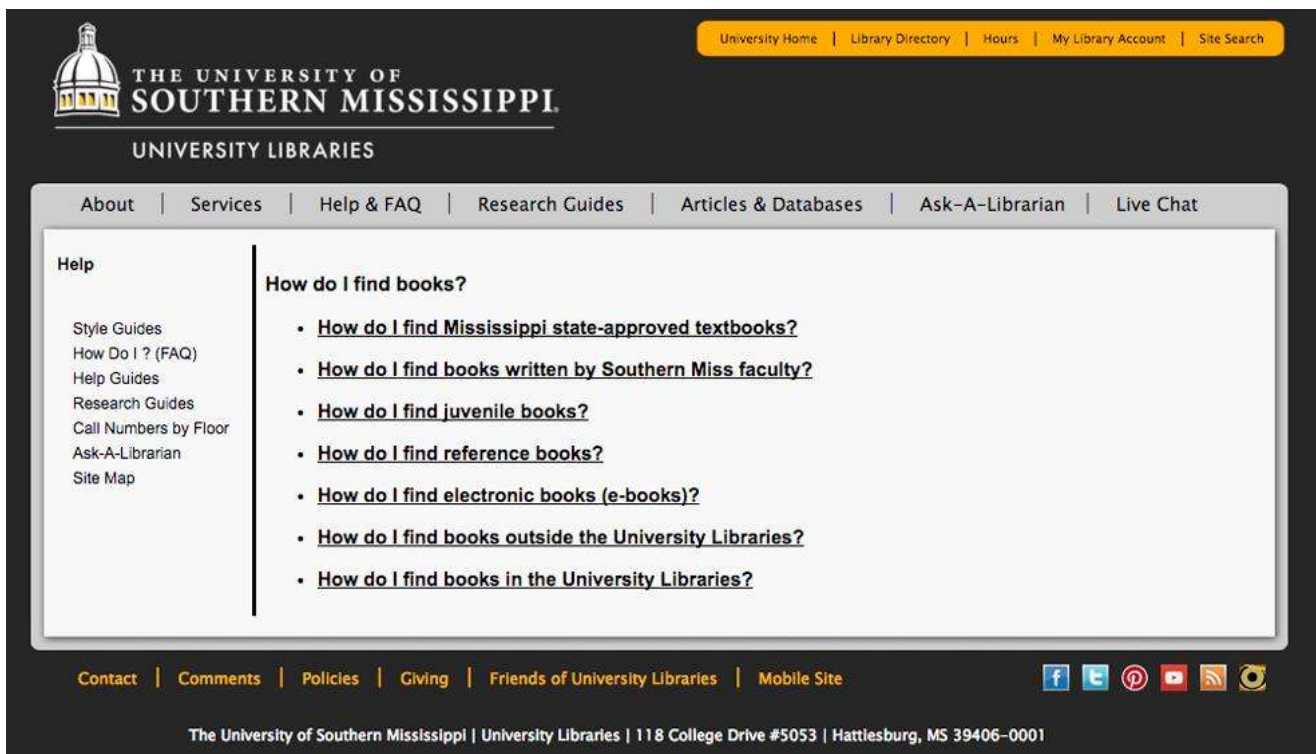 University Home | Library Directory | Hours | My Library Account | Site Search
THE UNIVERSITY OF
SOUTHERN MISSISSIPPI.
UNIVERSITY LIBRARIES
About | Services | Help & FAQ | Research Guides | Articles & Databases | Ask-A-Librarian | Live Chat
Help
Style Guides
How Do I ? (FAQ)
Help Guides
Research Guides
Call Numbers by Floor
Ask-A-Librarian
Site Map
How do I find books?
• How do I find Mississippi state-approved textbooks?
• How do I find books written by Southern Miss faculty?
• How do I find juvenile books?
• How do I find reference books?
• How do I find electronic books (e-books)?
• How do I find books outside the University Libraries?
• How do I find books in the University Libraries?
Contact | Comments | Policies | Giving | Friends of University Libraries | Mobile Site
The University of Southern Mississippi | University Libraries | 118 College Drive #5053 | Hattiesburg, MS 39406-0001